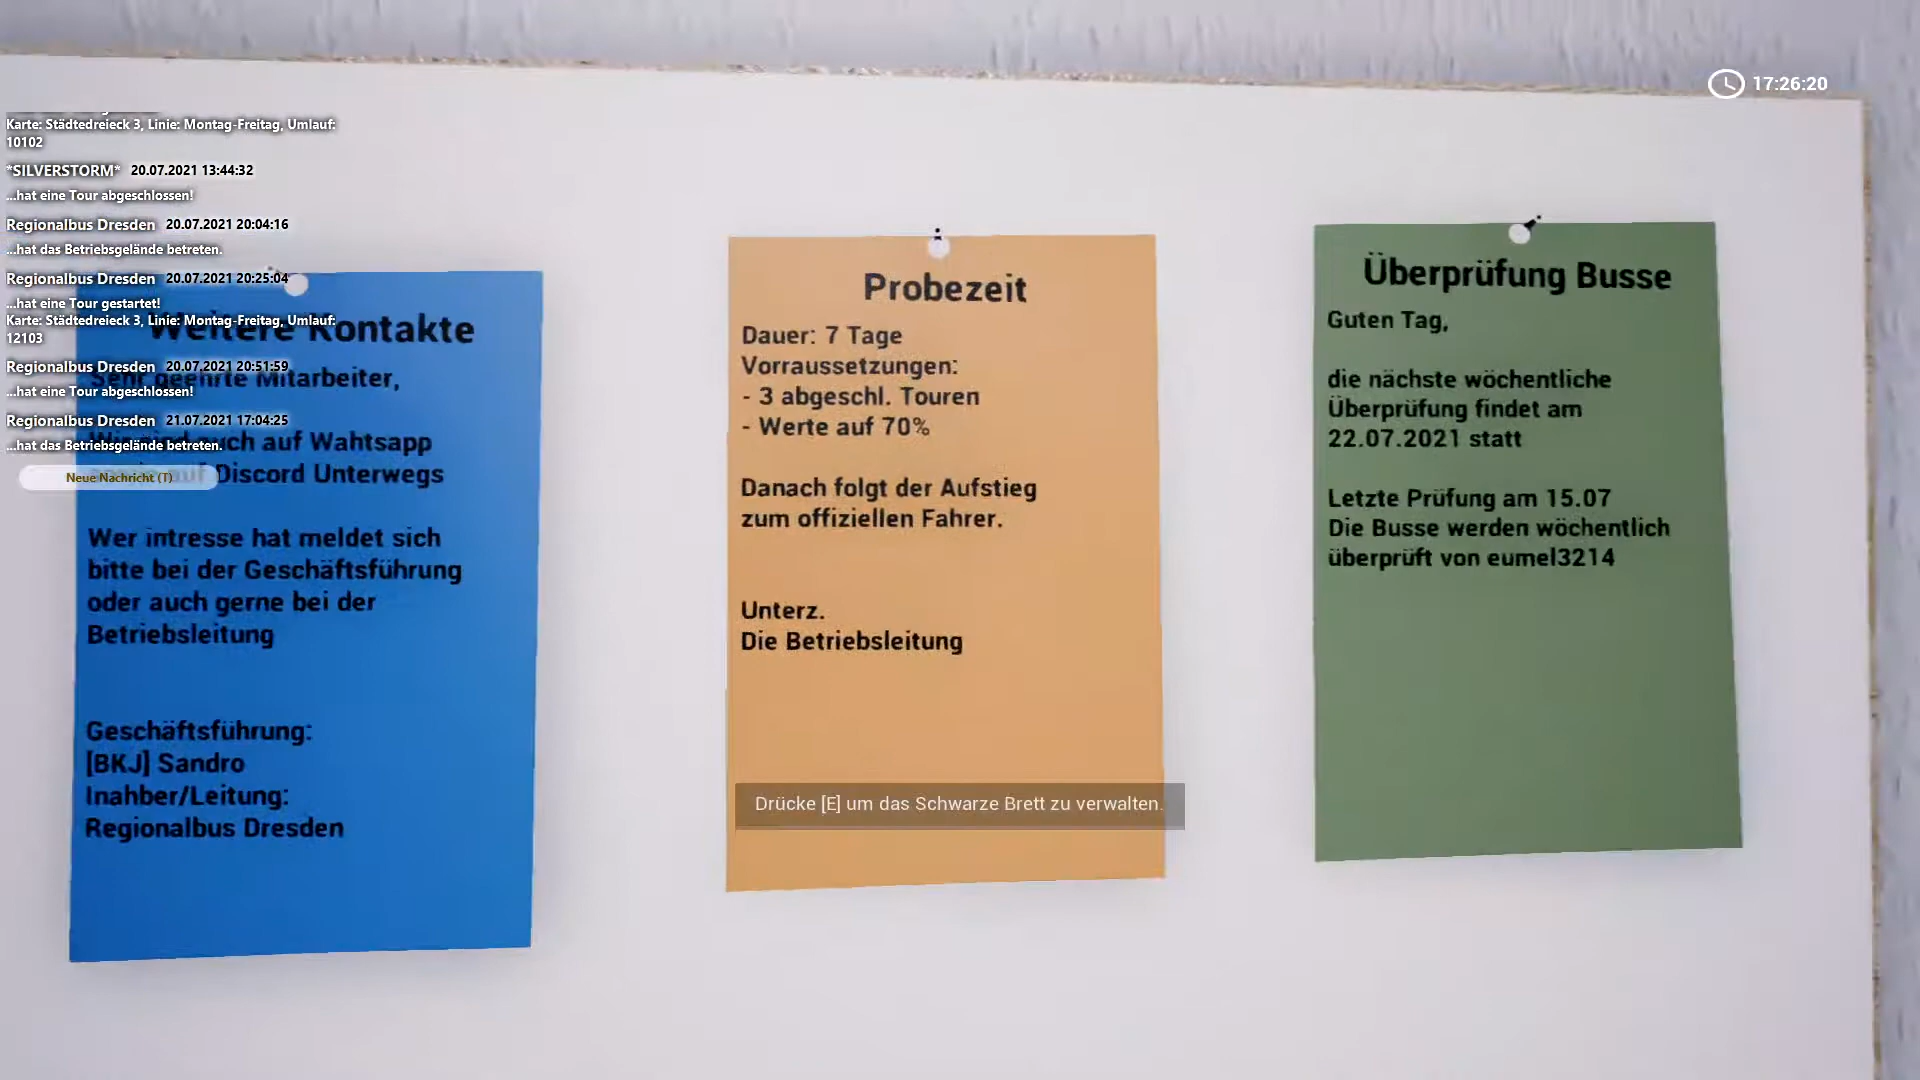 17:26:20
Karte: Städtedreieck 3, Linie: Montag-Freitag, Umlauf:
10102
*SILVERSTORM* 20.07.2021 13:44:32
...hat eine Tour abgeschlossen!
Regionalbus Dresden 20.07.2021 20:04:16
...hat das Betriebsgelände betreten.
Regionalbus Dresden 20.07.2021 20:25:04
...hat eine Tour gestartet!
Karte: Städtedreieck 3, Linie: Montag-Freitag, Umlauf:
12103
Regionalbus Dresden 20.07.2021 20:51:59
...hat eine Tour abgeschlossen!
Regionalbus Dresden 21.07.2021 17:04:25
...hat das Betriebsgelände betreten.
Neue Nachricht (T)
Weitere Kontakte
Sehr geehrte Mitarbeiter,
auch auf Wahtsapp
auf Discord Unterwegs
Wer intresse hat meldet sich
bitte bei der Geschäftsführung
oder auch gerne bei der
Betriebsleitung
Geschäftsführung:
[BKJ] Sandro
Inahber/Leitung:
Regionalbus Dresden
Probezeit
Dauer: 7 Tage
Vorraussetzungen:
- 3 abgeschl. Touren
- Werte auf 70%
Danach folgt der Aufstieg
zum offiziellen Fahrer.
Unterz.
Die Betriebsleitung
Drücke [E] um das Schwarze Brett zu verwalten.
Überprüfung Busse
Guten Tag,
die nächste wöchentliche
Überprüfung findet am
22.07.2021 statt
Letzte Prüfung am 15.07
Die Busse werden wöchentlich
überprüft von eumel3214